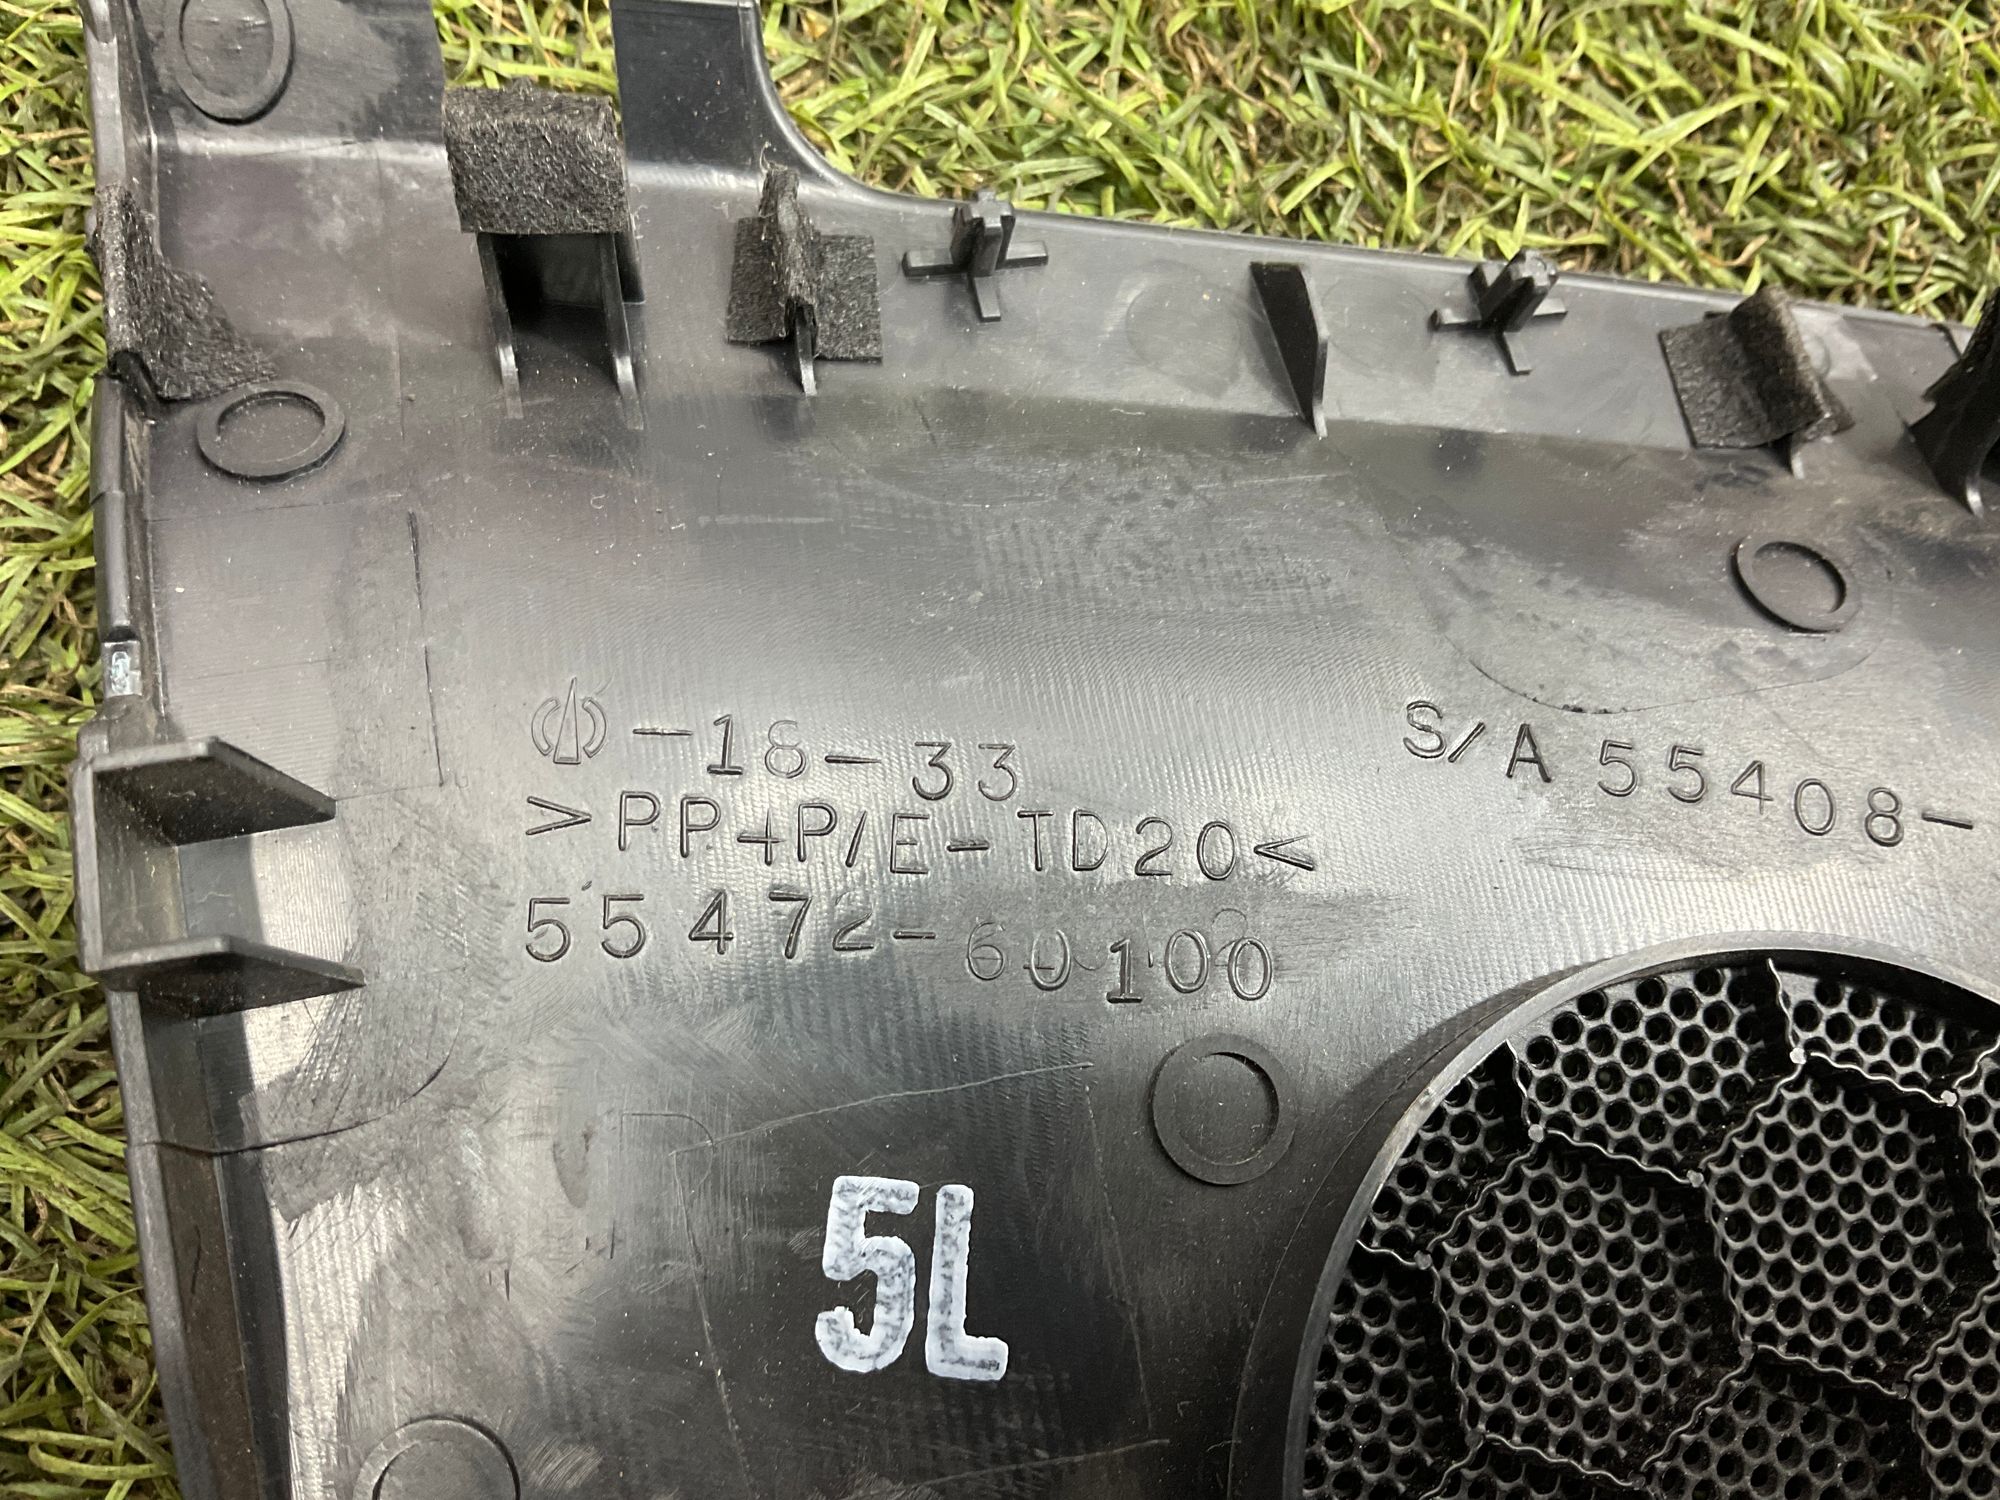 -18-33
>PP+P/E-TD20<
55472-60100
S/A 55408-
5L